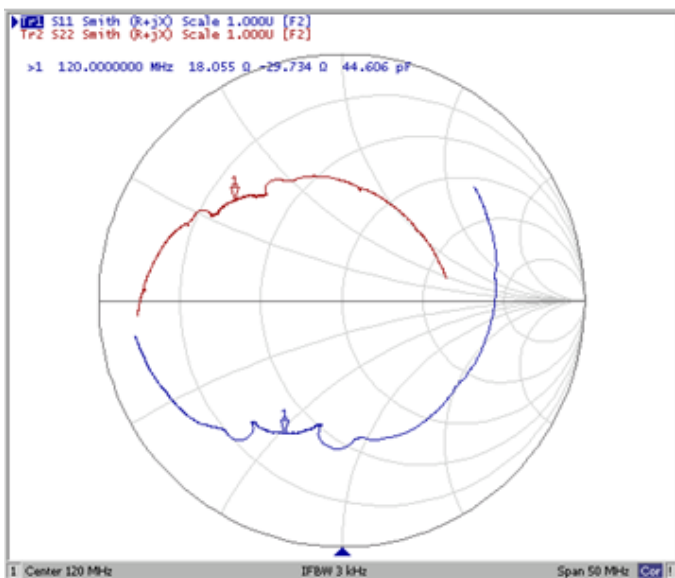 Tr1 S11 Smith (R+jX) Scale 1.000U [F2]
Tr2 S22 Smith (R+jX) Scale 1.000U [F2]
>1 120.0000000 MHz 18.055 Ω -29.734 Ω 44.606 pF
1
1
1 Center 120 MHz IFBW 3 kHz Span 50 MHz Cor !